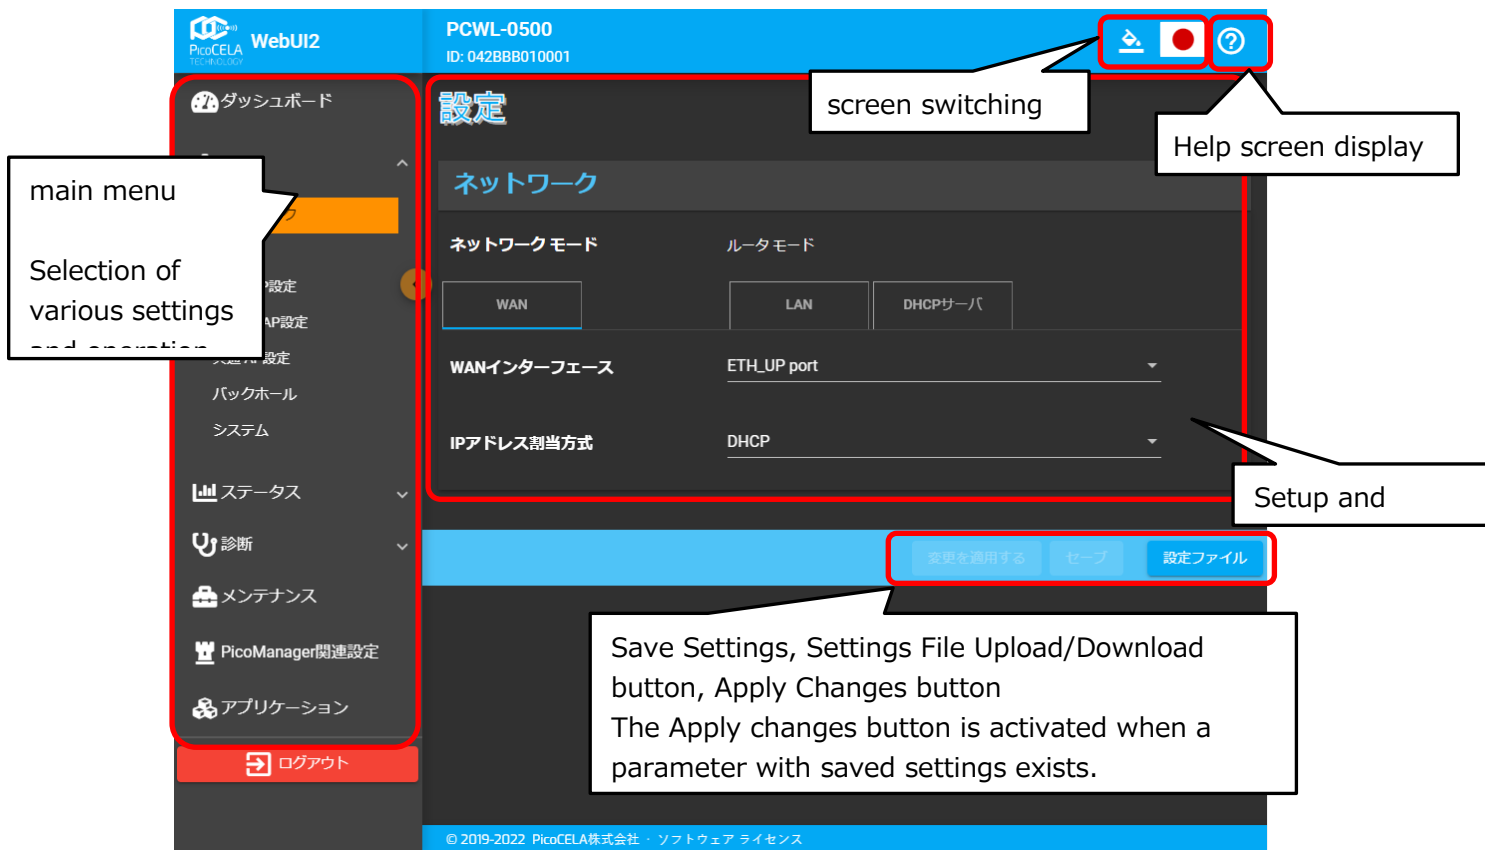 PicoCELA
TECHNOLOGY
WebUI2
PCWL-0500
ID: 042BBB010001
screen switching
Help screen display
ダッシュボード
main menu
Selection of
various settings
設定
AP設定
設定
バックホール
システム
ステータス
診断
メンテナンス
PicoManager関連設定
アプリケーション
ログアウト
設定
ネットワーク
ネットワーク モード
ルータ モード
WAN
LAN
DHCPサーバ
WANインターフェース
ETH_UP port
IPアドレス割当方式
DHCP
Setup and
変更を適用する
セーブ
設定ファイル
Save Settings, Settings File Upload/Download
button, Apply Changes button
The Apply changes button is activated when a
parameter with saved settings exists.
© 2019-2022 PicoCELA株式会社 · ソフトウェア ライセンス